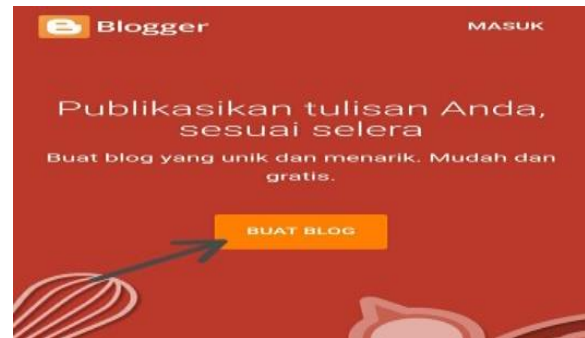 Blogger
MASUK
Publikasikan tulisan Anda,
sesuai selera
Buat blog yang unik dan menarik. Mudah dan
gratis.
BUAT BLOG